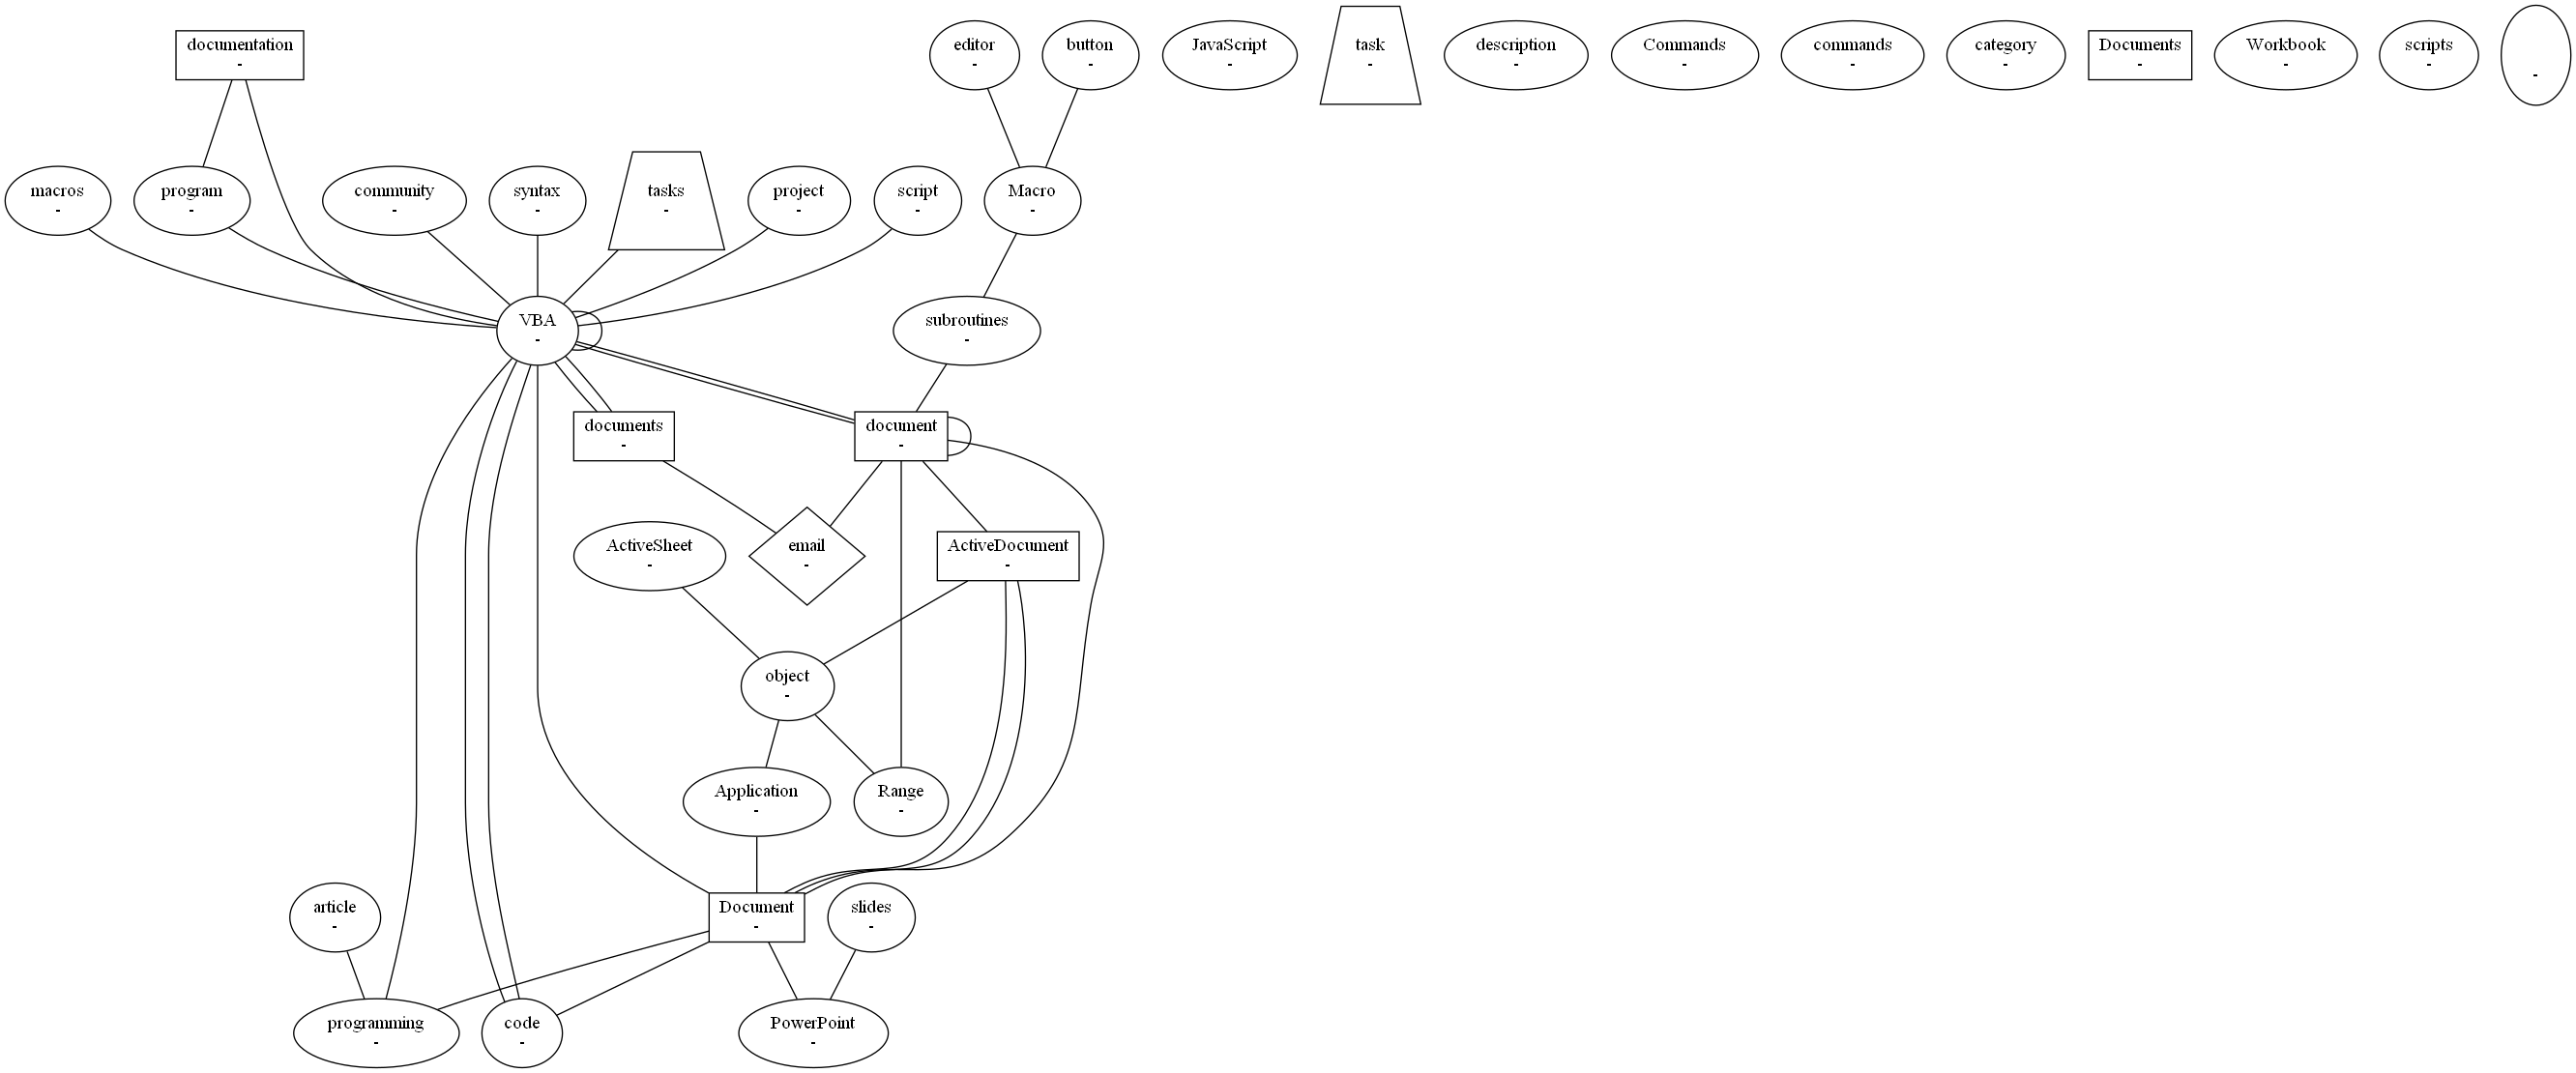 documentation
-
editor
-
button
-
JavaScript
-
task
-
description
-
Commands
-
commands
-
category
-
Documents
-
Workbook
-
scripts
-
-
macros
-
program
-
community
-
syntax
-
tasks
-
project
-
script
-
Macro
-
VBA
-
subroutines
-
documents
-
document
-
ActiveSheet
-
email
-
ActiveDocument
-
object
-
Application
-
Range
-
article
-
Document
-
slides
-
programming
-
code
-
PowerPoint
-